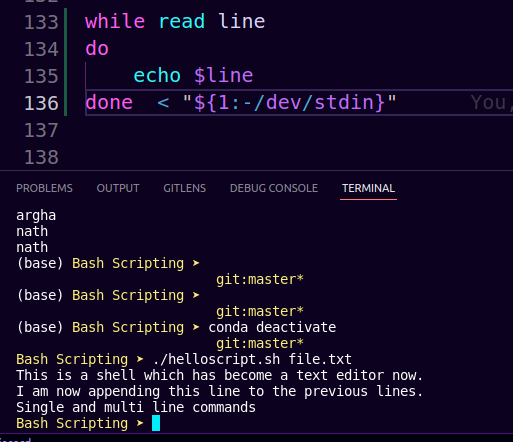 132
133 while read line
134 do
135 echo $line
136 done < "${1:-/dev/stdin}" You,
137
138
PROBLEMS OUTPUT GITLENS DEBUG CONSOLE TERMINAL
argha
nath
nath
(base) Bash Scripting ➤
git:master*
(base) Bash Scripting ➤
git:master*
(base) Bash Scripting ➤ conda deactivate
git:master*
Bash Scripting ➤ ./helloscript.sh file.txt
This is a shell which has become a text editor now.
I am now appending this line to the previous lines.
Single and multi line commands
Bash Scripting ➤